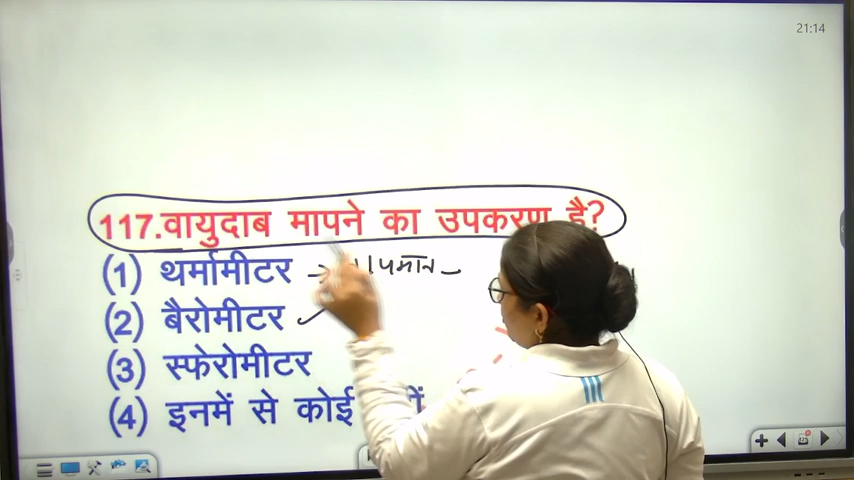 21:14
117.वायुदाब मापने का उपकरण है?
(1) थर्मामीटर
(2) बैरोमीटर ✓
(3) स्फेरोमीटर
(4) इनमें से कोई